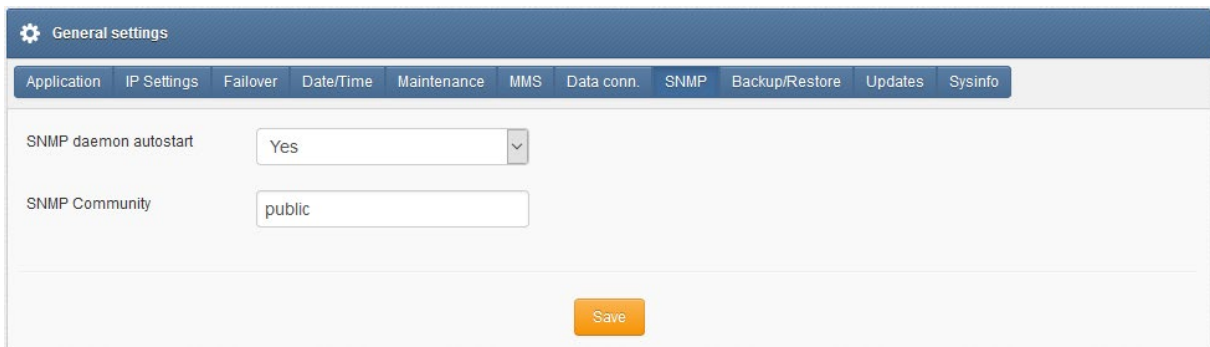 General settings
Application IP Settings Failover Date/Time Maintenance MMS Data conn. SNMP Backup/Restore Updates Sysinfo
SNMP daemon autostart Yes
SNMP Community public
Save